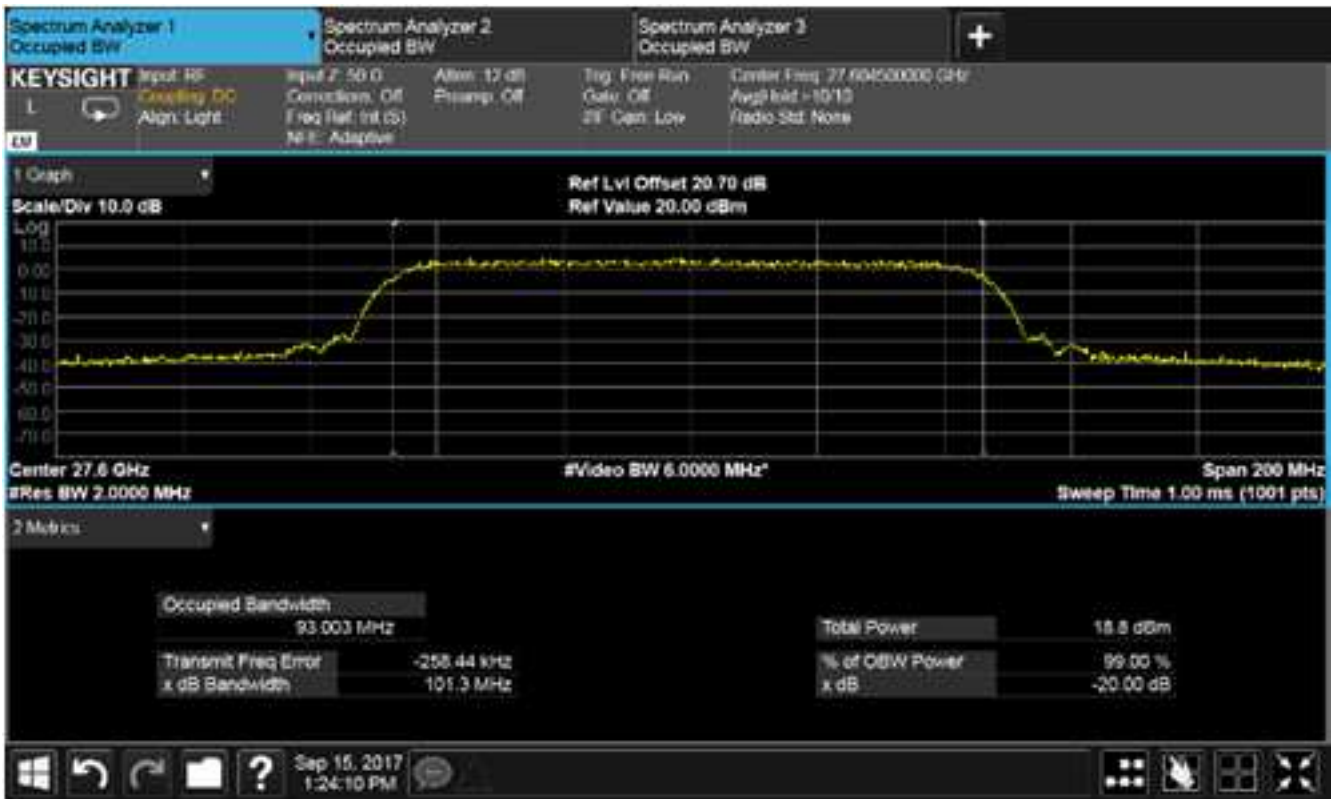 Spectrum Analyzer 1
Occupied BW
Spectrum Analyzer 2
Occupied BW
Spectrum Analyzer 3
Occupied BW
KEYSIGHT
L
Input: RF
Coupling: DC
Align: Light
Input Z: 50 Ω
Corrections: Off
Freq Ref: Int (S)
NFE: Adaptive
Atten: 12 dB
Preamp: Off
Trig: Free Run
Gate: Off
#IF Gain: Low
Center Freq: 27.604500000 GHz
Avg|Hold:>10/10
Radio Std: None
1 Graph
Scale/Div 10.0 dB
Ref Lvl Offset 20.70 dB
Ref Value 20.00 dBm
Log
10.0
0.00
-10.0
-20.0
-30.0
-40.0
-50.0
-60.0
-70.0
Center 27.6 GHz
#Res BW 2.0000 MHz
#Video BW 6.0000 MHz*
Span 200 MHz
Sweep Time 1.00 ms (1001 pts)
2 Metrics
Occupied Bandwidth
93.003 MHz
Transmit Freq Error -258.44 kHz
x dB Bandwidth 101.3 MHz
Total Power 18.8 dBm
% of OBW Power 99.00 %
x dB -20.00 dB
?
Sep 15, 2017
1:24:10 PM